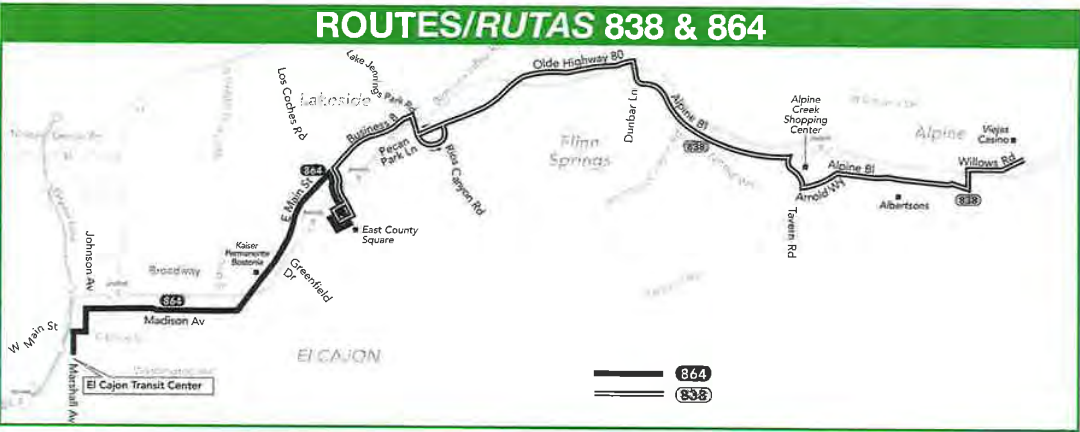 ROUTES/RUTAS 838 & 864
Lake Jennings Park Rd
Los Coches Rd
Lakeside
Business 8
Pecan
Park Ln
Rios Canyon Rd
Olde Highway 80
Dunbar Ln
Flinn
Springs
Alpine Bl
838
Alpine
Creek
Shopping
Center
Alpine
Viejas
Casino
Willows Rd
Alpine Bl
Arnold Wy
Albertsons
838
Tavern Rd
864
E Main St
East County
Square
Kaiser
Permanente
Bostonia
Greenfield
Dr
Johnson Av
Broadway
864
Madison Av
W Main St
El Cajon Transit Center
Marshall Av
EL CAJON
864
838